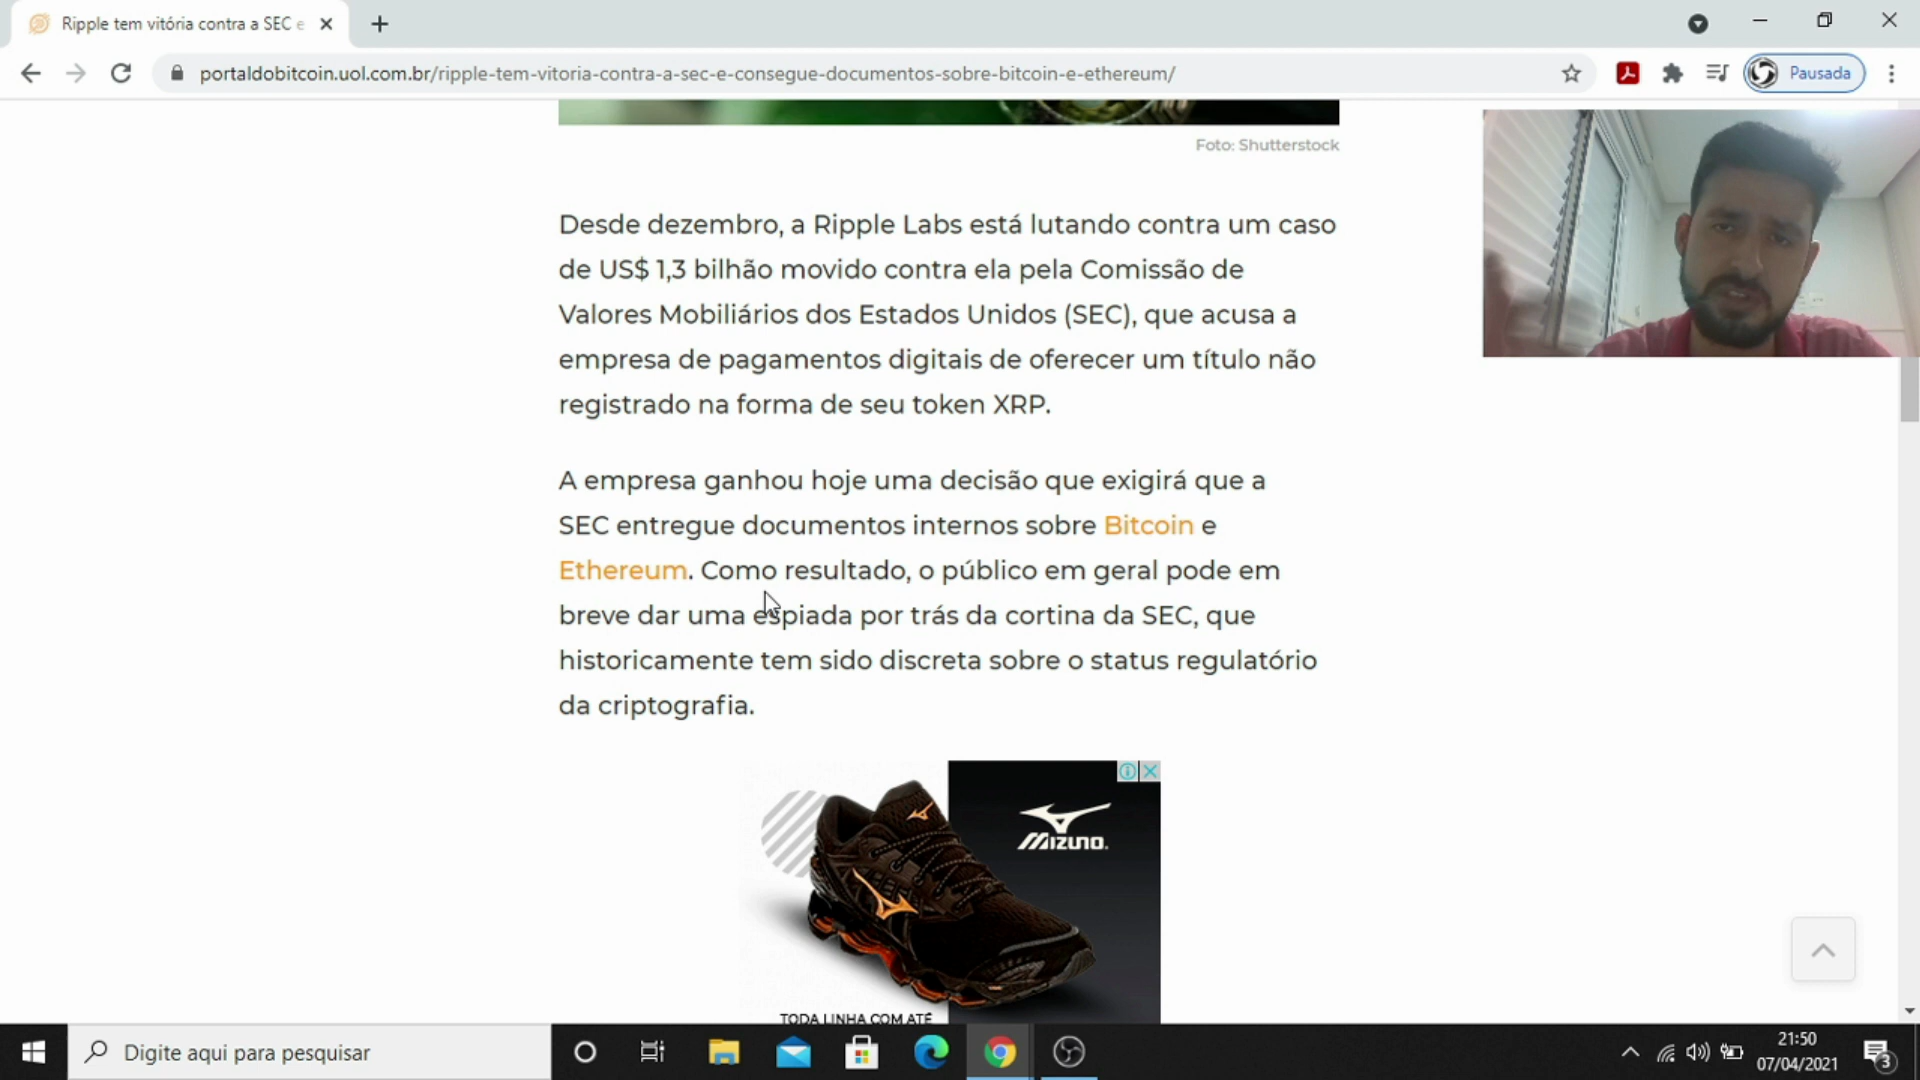 Ripple tem vitória contra a SEC e
portaldobitcoin.uol.com.br/ripple-tem-vitoria-contra-a-sec-e-consegue-documentos-sobre-bitcoin-e-ethereum/
Pausada
Foto: Shutterstock
Desde dezembro, a Ripple Labs está lutando contra um caso
de US$ 1,3 bilhão movido contra ela pela Comissão de
Valores Mobiliários dos Estados Unidos (SEC), que acusa a
empresa de pagamentos digitais de oferecer um título não
registrado na forma de seu token XRP.
A empresa ganhou hoje uma decisão que exigirá que a
SEC entregue documentos internos sobre Bitcoin e
Ethereum. Como resultado, o público em geral pode em
breve dar uma espiada por trás da cortina da SEC, que
historicamente tem sido discreta sobre o status regulatório
da criptografia.
MIZUNO.
TODA LINHA COM ATÉ
Digite aqui para pesquisar
21:50
07/04/2021
3